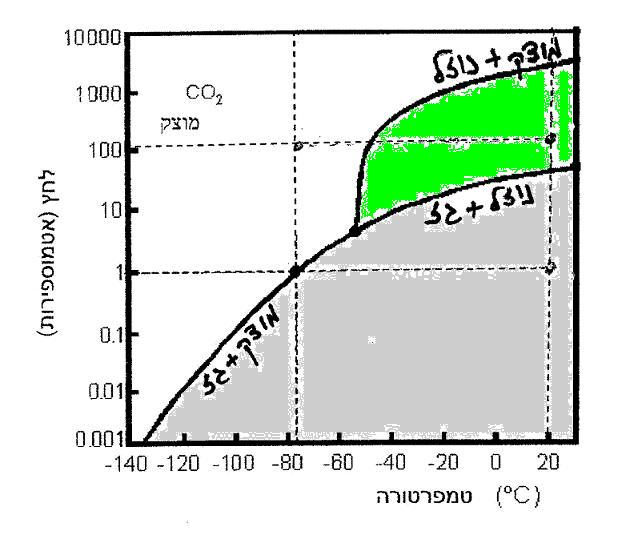 10000
1000
100
10
1
0.1
0.01
0.001
לחץ (אטמוספירות)
CO₂
מוצק
מוצק + נוזל
נוזל + גז
מוצק + גז
-140 -120 -100 -80 -60 -40 -20 0 20
טמפרטורה (°C)